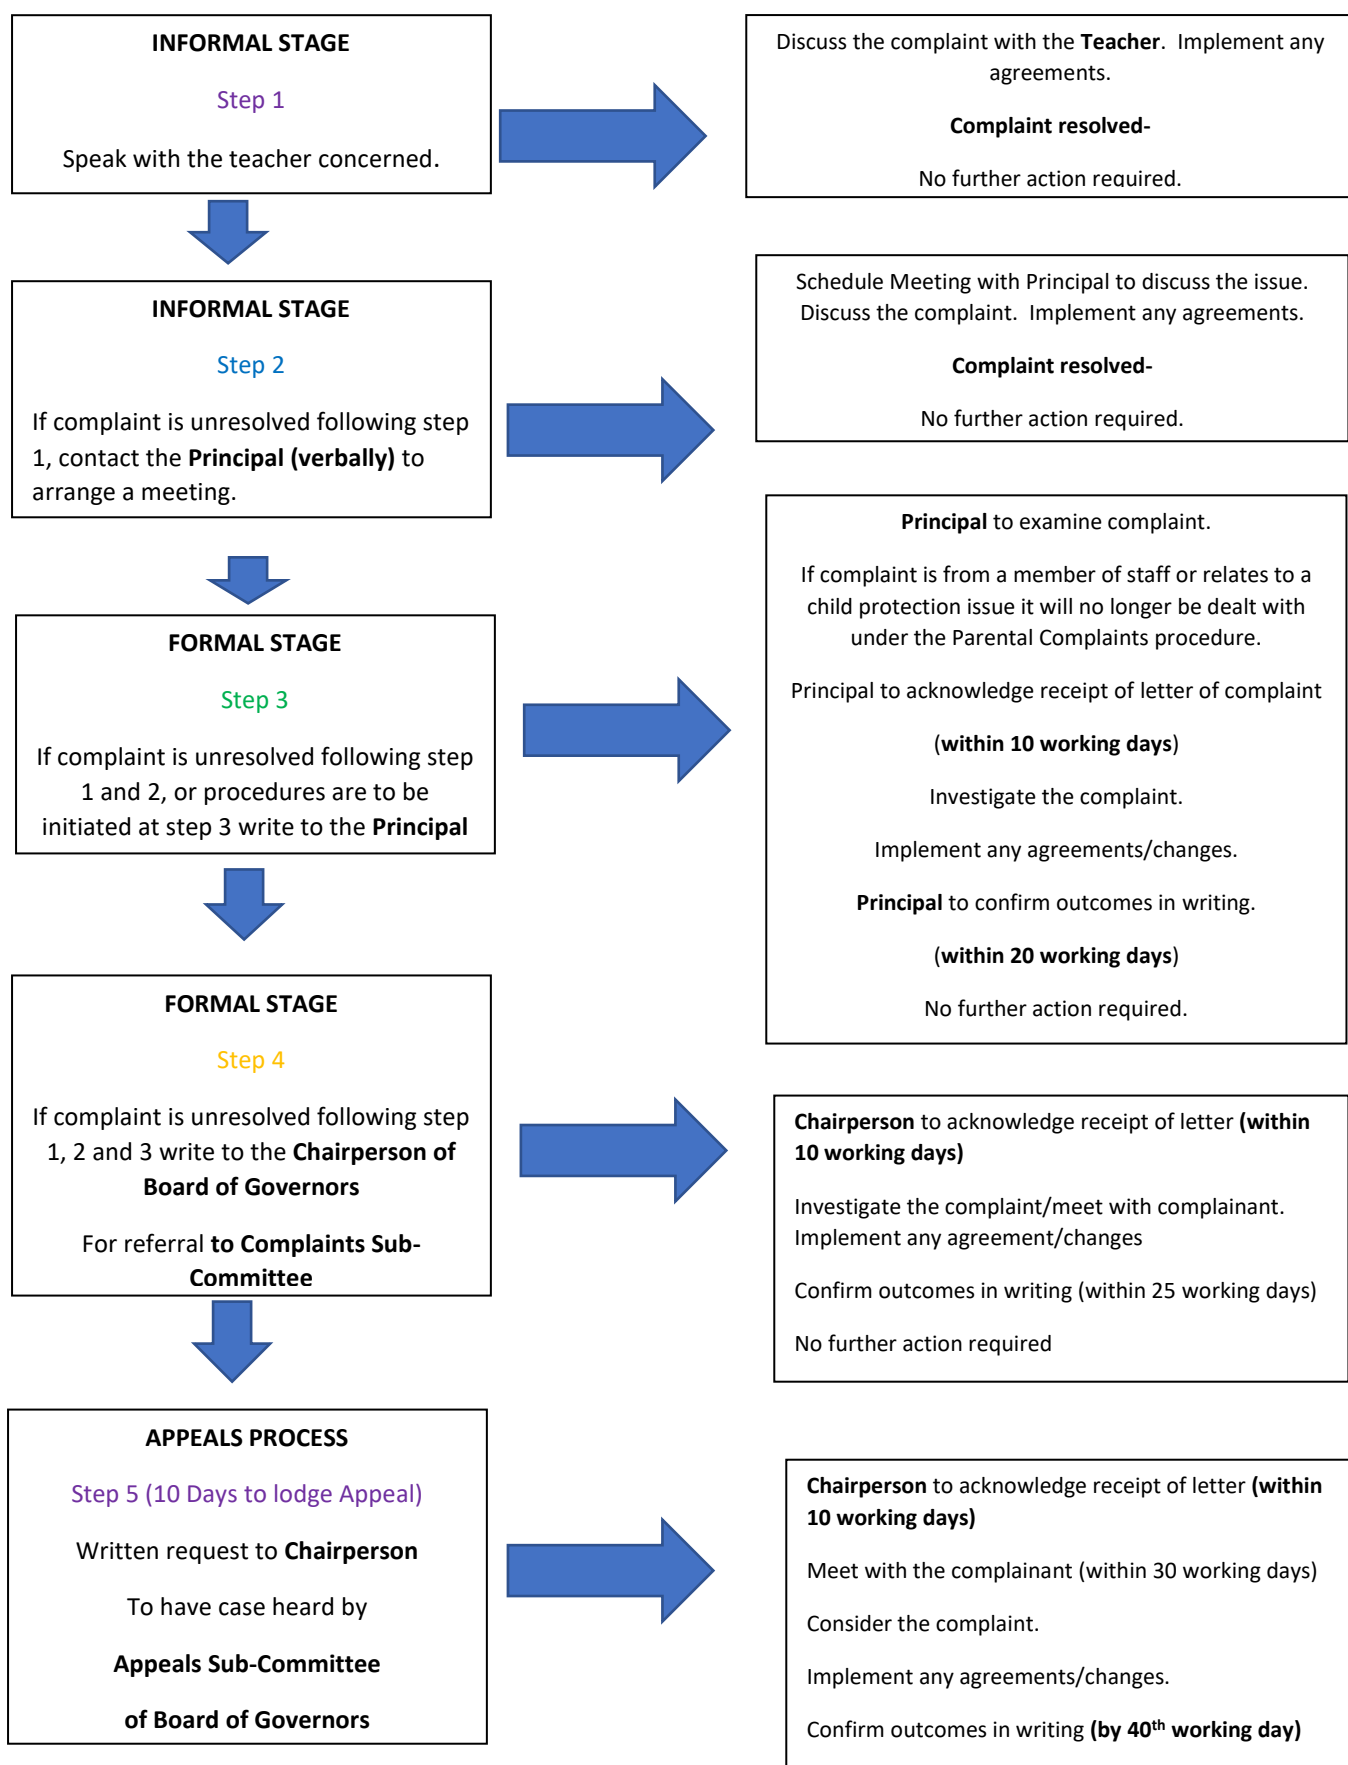 INFORMAL STAGE
Step 1
Speak with the teacher concerned.
Discuss the complaint with the Teacher.  Implement any
agreements.
Complaint resolved-
No further action required.
INFORMAL STAGE
Step 2
If complaint is unresolved following step
1, contact the Principal (verbally) to
arrange a meeting.
Schedule Meeting with Principal to discuss the issue.
Discuss the complaint.  Implement any agreements.
Complaint resolved-
No further action required.
FORMAL STAGE
Step 3
If complaint is unresolved following step
1 and 2, or procedures are to be
initiated at step 3 write to the Principal
Principal to examine complaint.
If complaint is from a member of staff or relates to a
child protection issue it will no longer be dealt with
under the Parental Complaints procedure.
Principal to acknowledge receipt of letter of complaint
(within 10 working days)
Investigate the complaint.
Implement any agreements/changes.
Principal to confirm outcomes in writing.
(within 20 working days)
No further action required.
FORMAL STAGE
Step 4
If complaint is unresolved following step
1, 2 and 3 write to the Chairperson of
Board of Governors
For referral to Complaints Sub-
Committee
Chairperson to acknowledge receipt of letter (within
10 working days)
Investigate the complaint/meet with complainant.
Implement any agreement/changes
Confirm outcomes in writing (within 25 working days)
No further action required
APPEALS PROCESS
Step 5 (10 Days to lodge Appeal)
Written request to Chairperson
To have case heard by
Appeals Sub-Committee
of Board of Governors
Chairperson to acknowledge receipt of letter (within
10 working days)
Meet with the complainant (within 30 working days)
Consider the complaint.
Implement any agreements/changes.
Confirm outcomes in writing (by 40th working day)